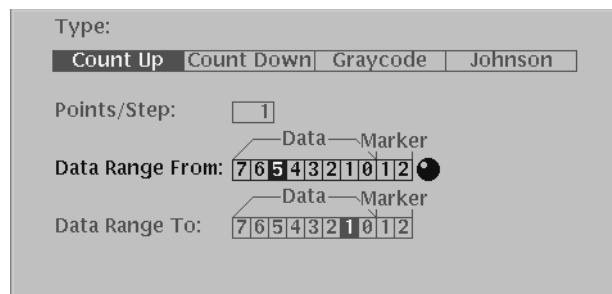 Type:
Count Up Count Down Graycode Johnson
Points/Step: 1
Data Marker
Data Range From: 7 6 5 4 3 2 1 0 1 2
Data Marker
Data Range To: 7 6 5 4 3 2 1 0 1 2